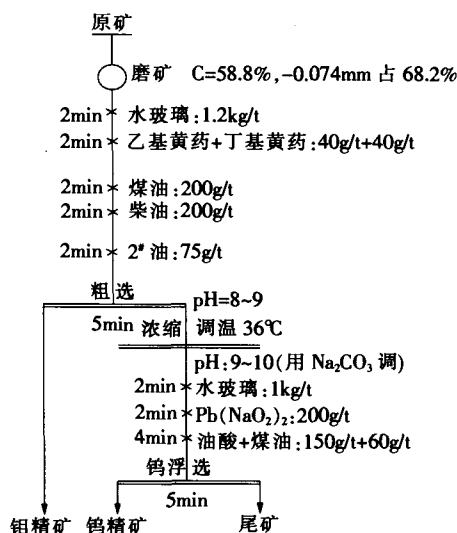 原矿
磨矿 C=58.8%,-0.074mm 占 68.2%
2min 水玻璃:1.2kg/t
2min 乙基黄药+丁基黄药:40g/t+40g/t
2min 煤油:200g/t
2min 柴油:200g/t
2min 2#油:75g/t
粗选 pH=8~9
5min 浓缩 调温 36℃
pH:9~10(用 Na₂CO₃ 调)
2min 水玻璃:1kg/t
2min Pb(NaO₂)₂:200g/t
4min 油酸+煤油:150g/t+60g/t
钨浮选
5min
钼精矿 钨精矿 尾矿